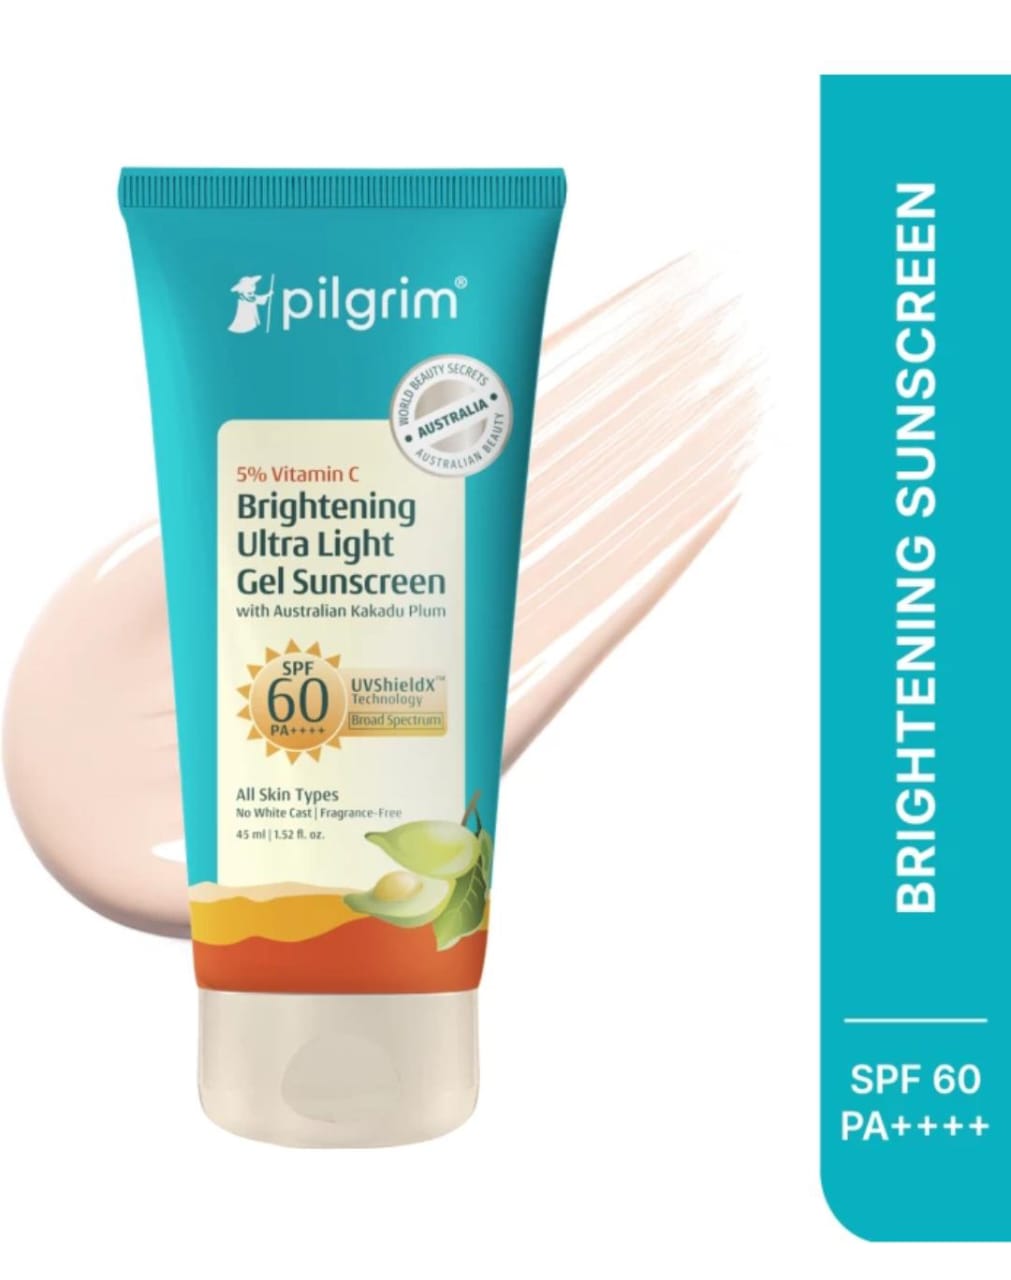 pilgrim®
WORLD BEAUTY SECRETS
• AUSTRALIA •
AUSTRALIAN BEAUTY
5% Vitamin C
Brightening
Ultra Light
Gel Sunscreen
with Australian Kakadu Plum
SPF
60
PA++++
UVShieldX™
Technology
Broad Spectrum
All Skin Types
No White Cast | Fragrance-Free
45 ml | 1.52 fl. oz.
BRIGHTENING SUNSCREEN
SPF 60
PA++++